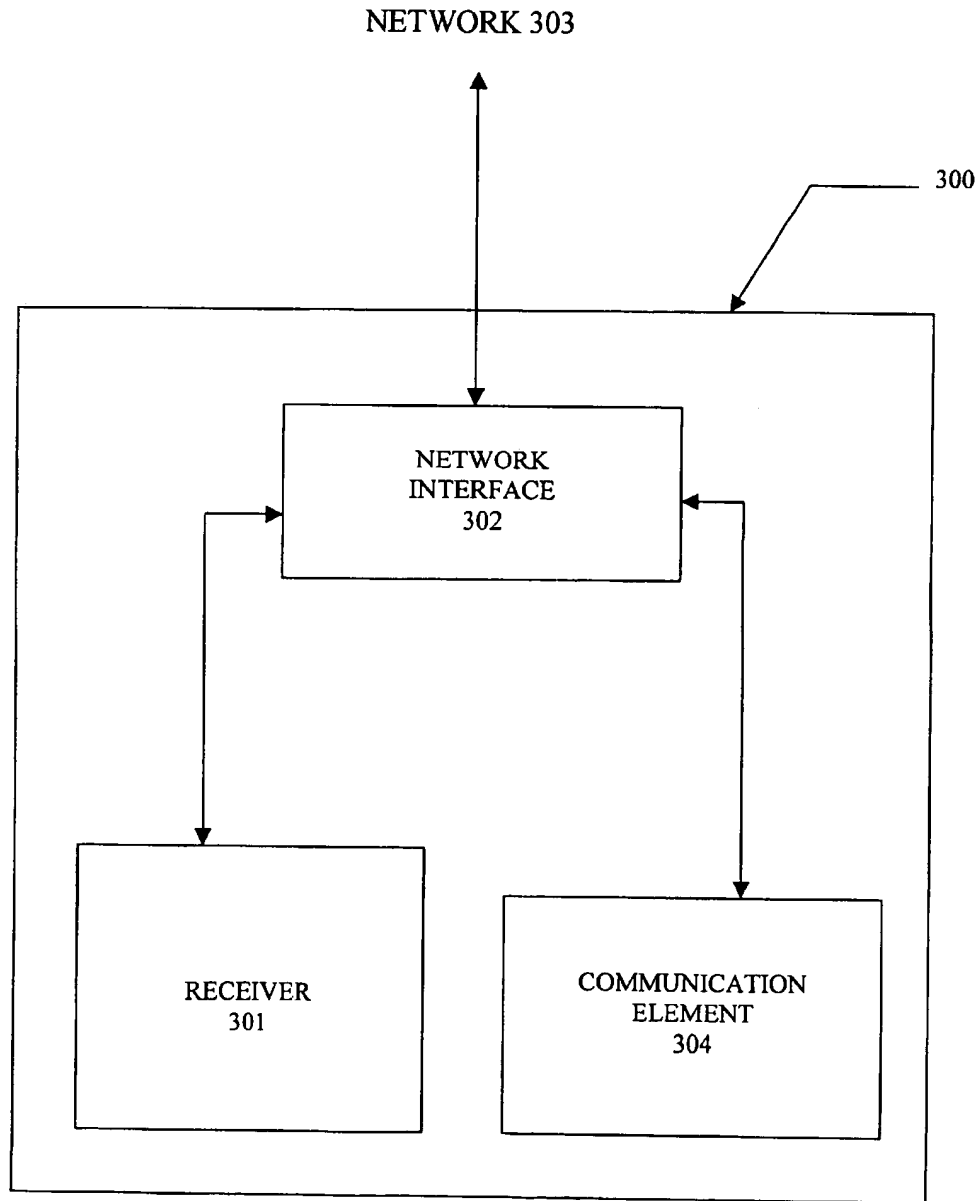 NETWORK 303
300
NETWORK
INTERFACE
302
RECEIVER
301
COMMUNICATION
ELEMENT
304